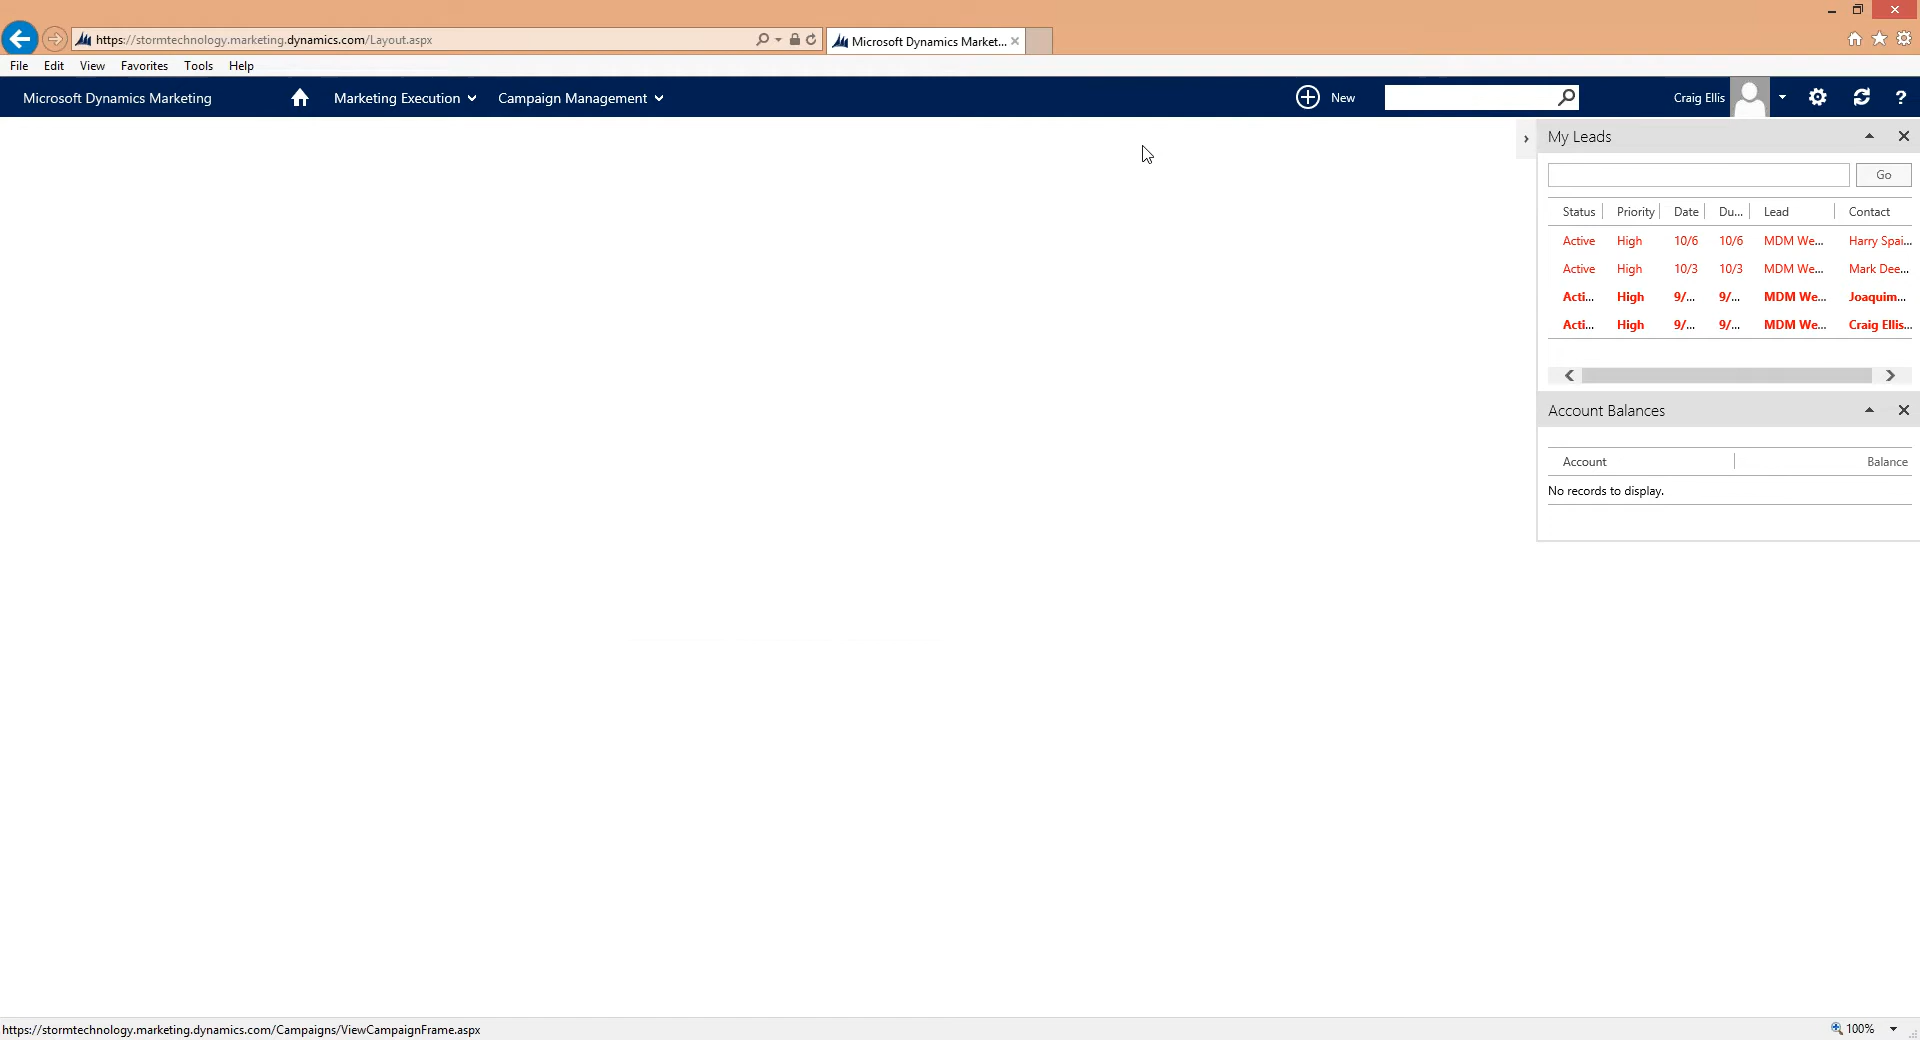 https://stormtechnology.marketing.dynamics.com/Layout.aspx
Microsoft Dynamics Market...
File Edit View Favorites Tools Help
Microsoft Dynamics Marketing Marketing Execution Campaign Management New Craig Ellis ?
My Leads
Go
Status Priority Date Du... Lead Contact
Active High 10/6 10/6 MDM We... Harry Spai...
Active High 10/3 10/3 MDM We... Mark Dee...
Acti... High 9/... 9/... MDM We... Joaquim...
Acti... High 9/... 9/... MDM We... Craig Ellis...
Account Balances
Account Balance
No records to display.
https://stormtechnology.marketing.dynamics.com/Campaigns/ViewCampaignFrame.aspx
100%